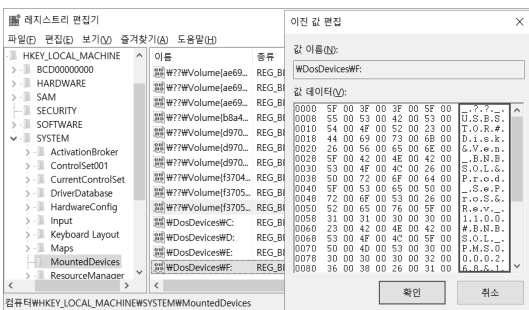 레지스트리 편집기
파일(F) 편집(E) 보기(V) 즐겨찾기(A) 도움말(H)
HKEY_LOCAL_MACHINE
BCD00000000
HARDWARE
SAM
SECURITY
SOFTWARE
SYSTEM
ActivationBroker
ControlSet001
CurrentControlSet
DriverDatabase
HardwareConfig
Input
Keyboard Layout
Maps
MountedDevices
ResourceManager
이름 종류
₩??₩Volume{ae69... REG_BI
₩??₩Volume{ae69... REG_BI
₩??₩Volume{ae69... REG_BI
₩??₩Volume{b8a4... REG_BI
₩??₩Volume{d970... REG_BI
₩??₩Volume{d970... REG_BI
₩??₩Volume{d970... REG_BI
₩??₩Volume{f3704... REG_BI
₩??₩Volume{f3705... REG_BI
₩??₩Volume{f3705... REG_BI
₩DosDevices₩C: REG_BI
₩DosDevices₩D: REG_BI
₩DosDevices₩E: REG_BI
₩DosDevices₩F: REG_BI
컴퓨터₩HKEY_LOCAL_MACHINE₩SYSTEM₩MountedDevices
이진 값 편집
값 이름(N):
₩DosDevices₩F:
값 데이터(V):
0000 5F 00 3F 00 3F 00 5F 00 _.?.?._.
0008 55 00 53 00 42 00 53 00 U.S.B.S.
0010 54 00 4F 00 52 00 23 00 T.O.R.#.
0018 44 00 69 00 73 00 6B 00 D.i.s.k.
0020 26 00 56 00 65 00 6E 00 &.V.e.n.
0028 5F 00 42 00 4E 00 42 00 _.B.N.B.
0030 53 00 4F 00 4C 00 26 00 S.O.L.&.
0038 50 00 72 00 6F 00 64 00 P.r.o.d.
0040 5F 00 53 00 65 00 50 00 _.S.e.P.
0048 72 00 6F 00 53 00 26 00 r.o.S.&.
0050 52 00 65 00 76 00 5F 00 R.e.v._.
0058 31 00 31 00 30 00 30 00 1.1.0.0.
0060 23 00 42 00 4E 00 42 00 #.B.N.B.
0068 53 00 4F 00 4C 00 5F 00 S.O.L._.
0070 50 00 4D 00 53 00 30 00 P.M.S.0.
0078 30 00 30 00 30 00 32 00 0.0.0.2.
0080 36 00 38 00 26 00 31 00 6.8.&.1.
확인 취소